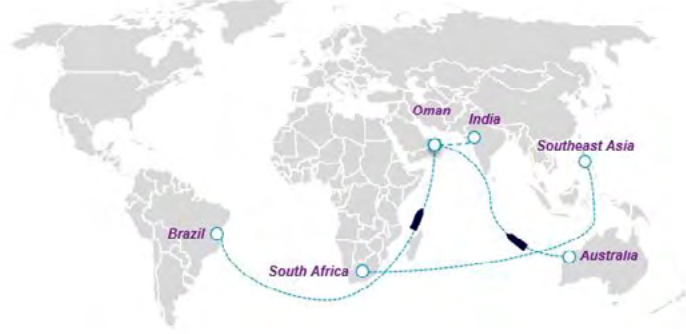 Oman
India
Southeast Asia
Brazil
South Africa
Australia